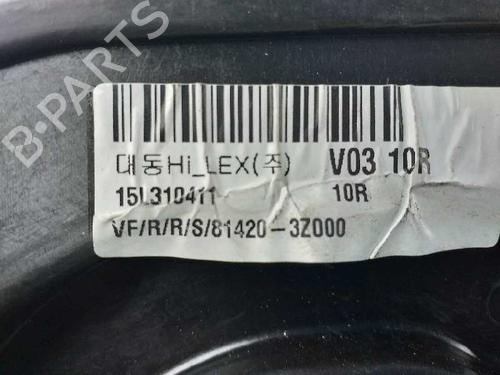 B-PARTS
대동Hi_LEX(주) V03 10R
15L310411 10R
VF/R/R/S/81420-3Z000